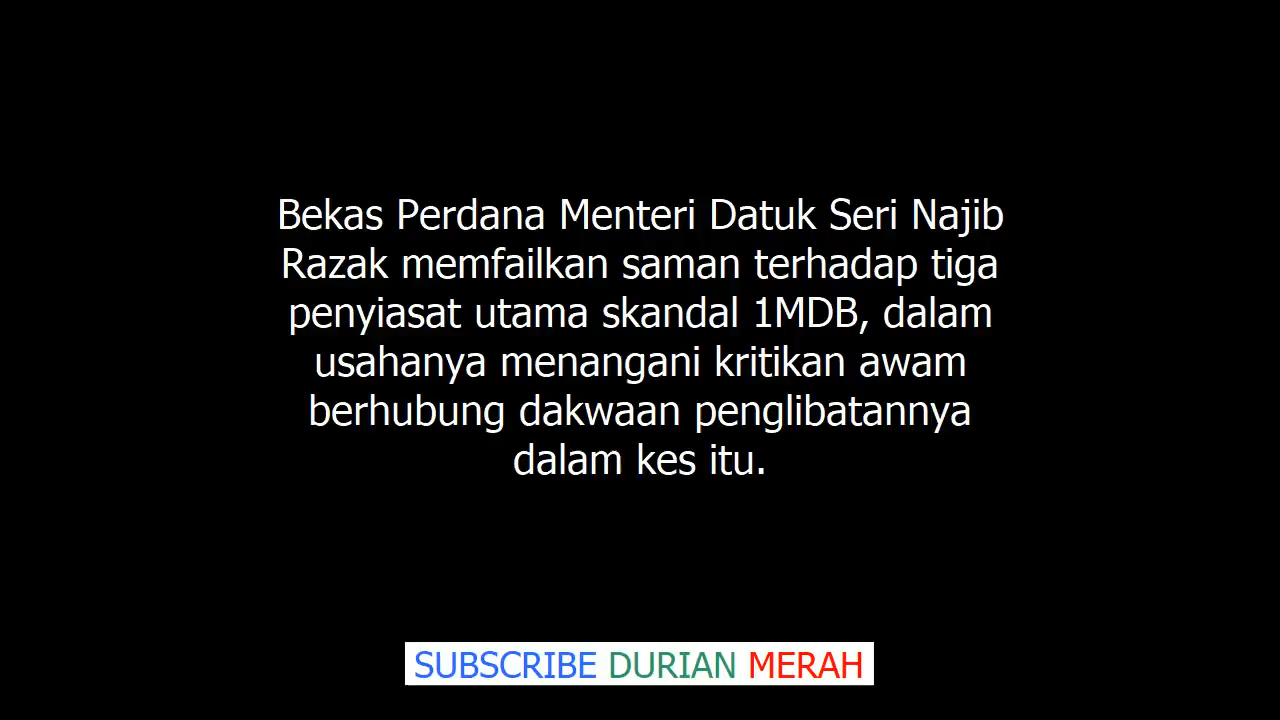 Bekas Perdana Menteri Datuk Seri Najib
Razak memfailkan saman terhadap tiga
penyiasat utama skandal 1MDB, dalam
usahanya menangani kritikan awam
berhubung dakwaan penglibatannya
dalam kes itu.
SUBSCRIBE DURIAN MERAH